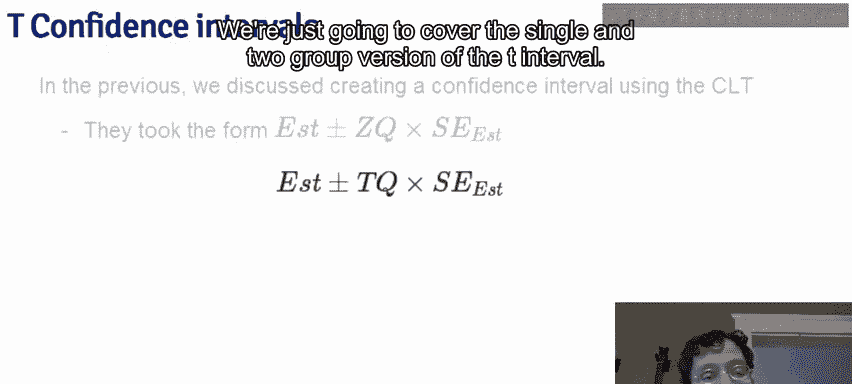 T Confidence intervals
We're just going to cover the single and
two group version of the t interval.
In the previous, we discussed creating a confidence interval using the CLT
- They took the form Est ± ZQ × SE_Est
Est ± TQ × SE_Est